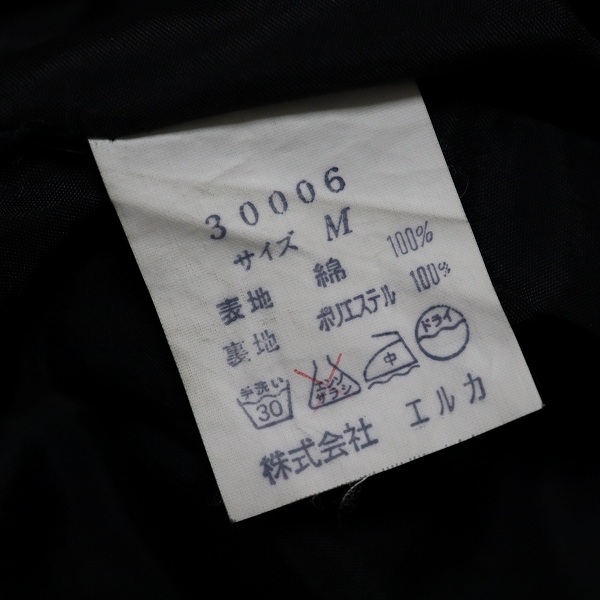 30006
サイズ M
表地 綿 100%
裏地 ポリエステル 100%
手洗い 30 エンソサラシ 中 ドライ
株式会社 エルカ